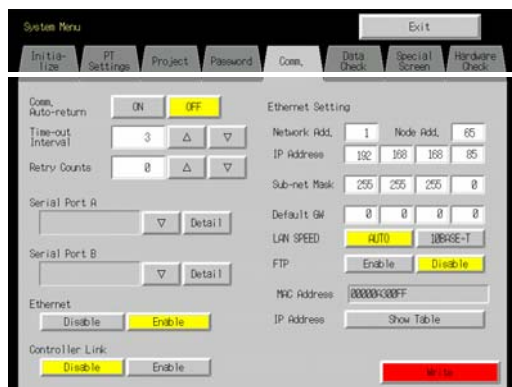 System Menu
Exit
Initia-
lize
PT
Settings
Project
Password
Comm.
Data
Check
Special
Screen
Hardware
Check
Comm.
Auto-return
ON
OFF
Time-out
Interval
3
△
▽
Retry Counts
0
△
▽
Serial Port A
▽
Detail
Serial Port B
▽
Detail
Ethernet
Disable
Enable
Controller Link
Disable
Enable
Ethernet Setting
Network Add.
1
Node Add.
65
IP Address
192
168
168
85
Sub-net Mask
255
255
255
0
Default GW
0
0
0
0
LAN SPEED
AUTO
10BASE-T
FTP
Enable
Disable
MAC Address
IP Address
Show Table
Write